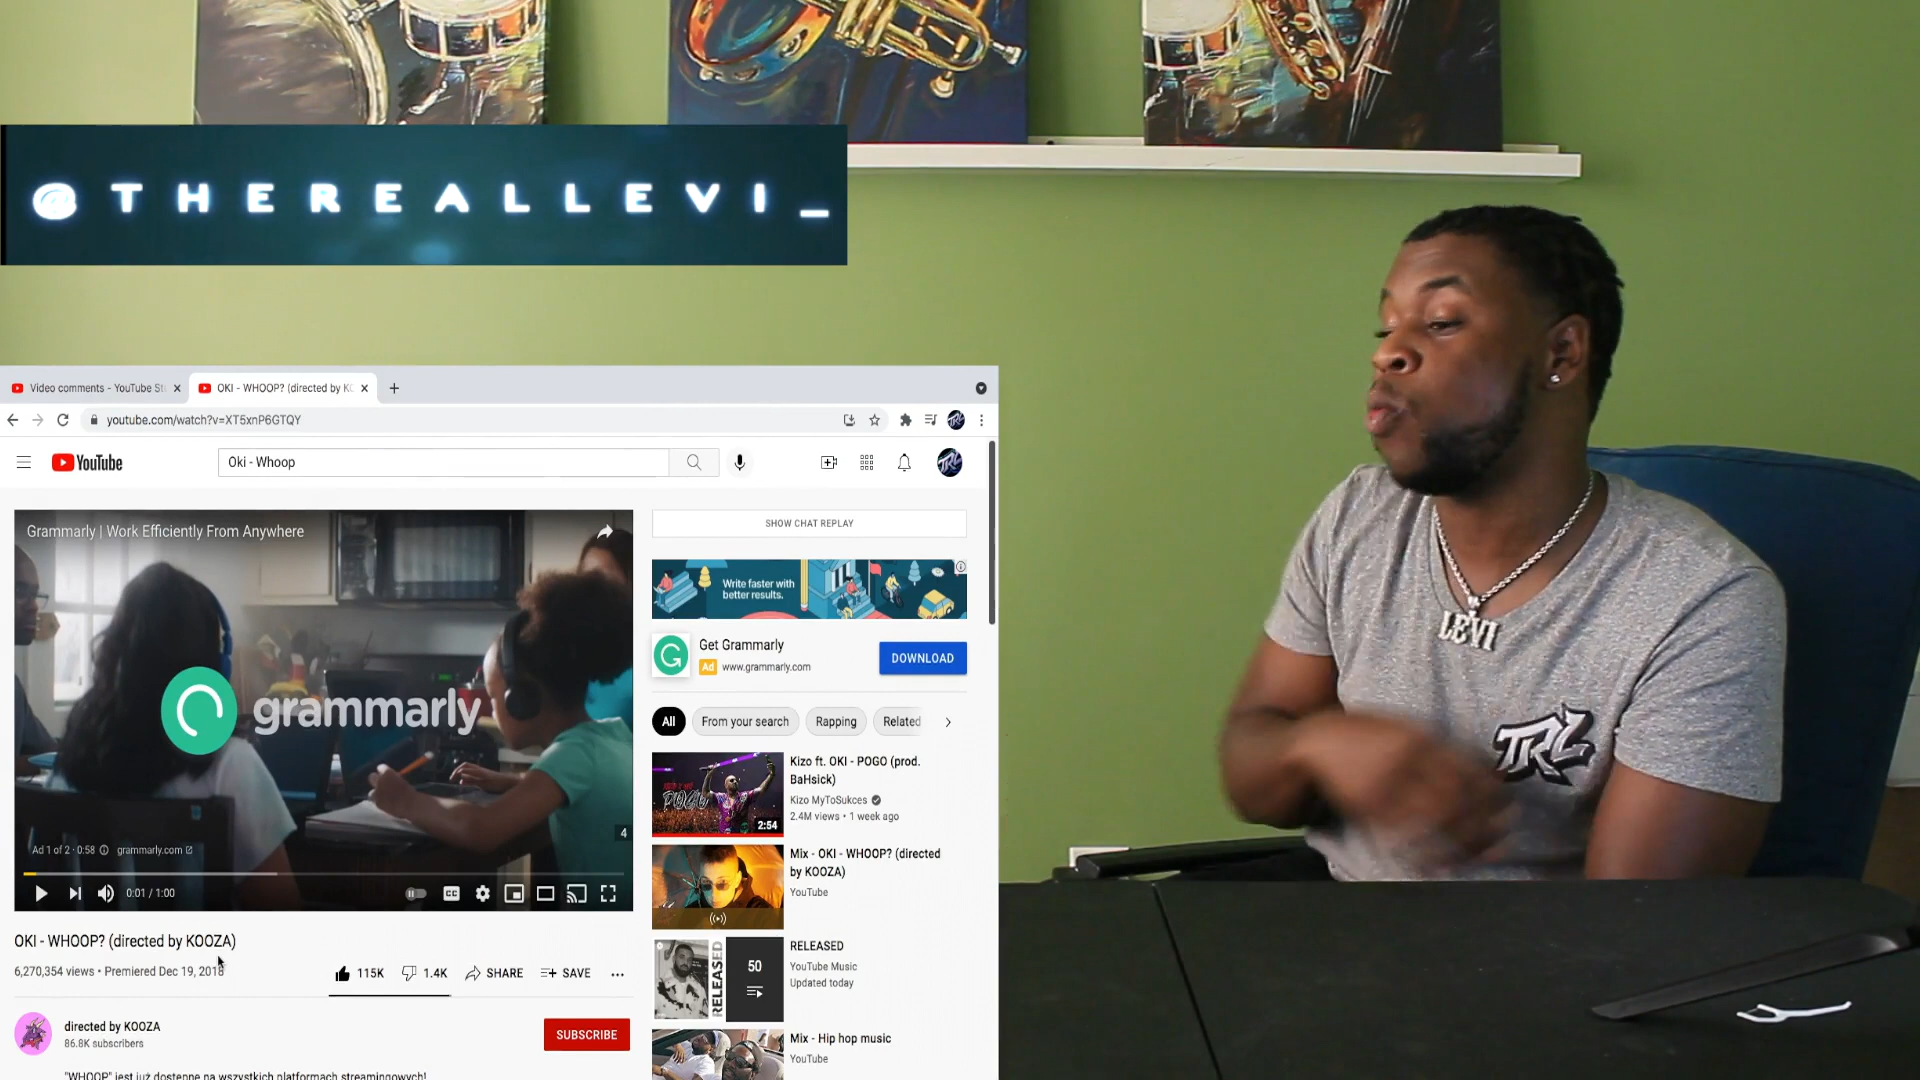 @THEREALLEVI_
Video comments - YouTube St
OKI - WHOOP? (directed by KO
youtube.com/watch?v=XT5xnP6GTQY
YouTube
Oki - Whoop
TRL
Grammarly | Work Efficiently From Anywhere
grammarly
4
Ad 1 of 2 · 0:58
grammarly.com
0:01 / 1:00
CC
OKI - WHOOP? (directed by KOOZA)
6,270,354 views • Premiered Dec 19, 2018
115K
1.4K
SHARE
SAVE
directed by KOOZA
86.8K subscribers
SUBSCRIBE
"WHOOP" jest już dostępne na wszystkich platformach streamingowych!
SHOW CHAT REPLAY
Write faster with
better results.
Get Grammarly
Ad www.grammarly.com
DOWNLOAD
All
From your search
Rapping
Related
POGO
2:54
Kizo ft. OKI - POGO (prod.
BaHsick)
Kizo MyToSukces
2.4M views • 1 week ago
Mix - OKI - WHOOP? (directed
by KOOZA)
YouTube
RELEASED
50
RELEASED
YouTube Music
Updated today
Mix - Hip hop music
YouTube
LEVI
TRL